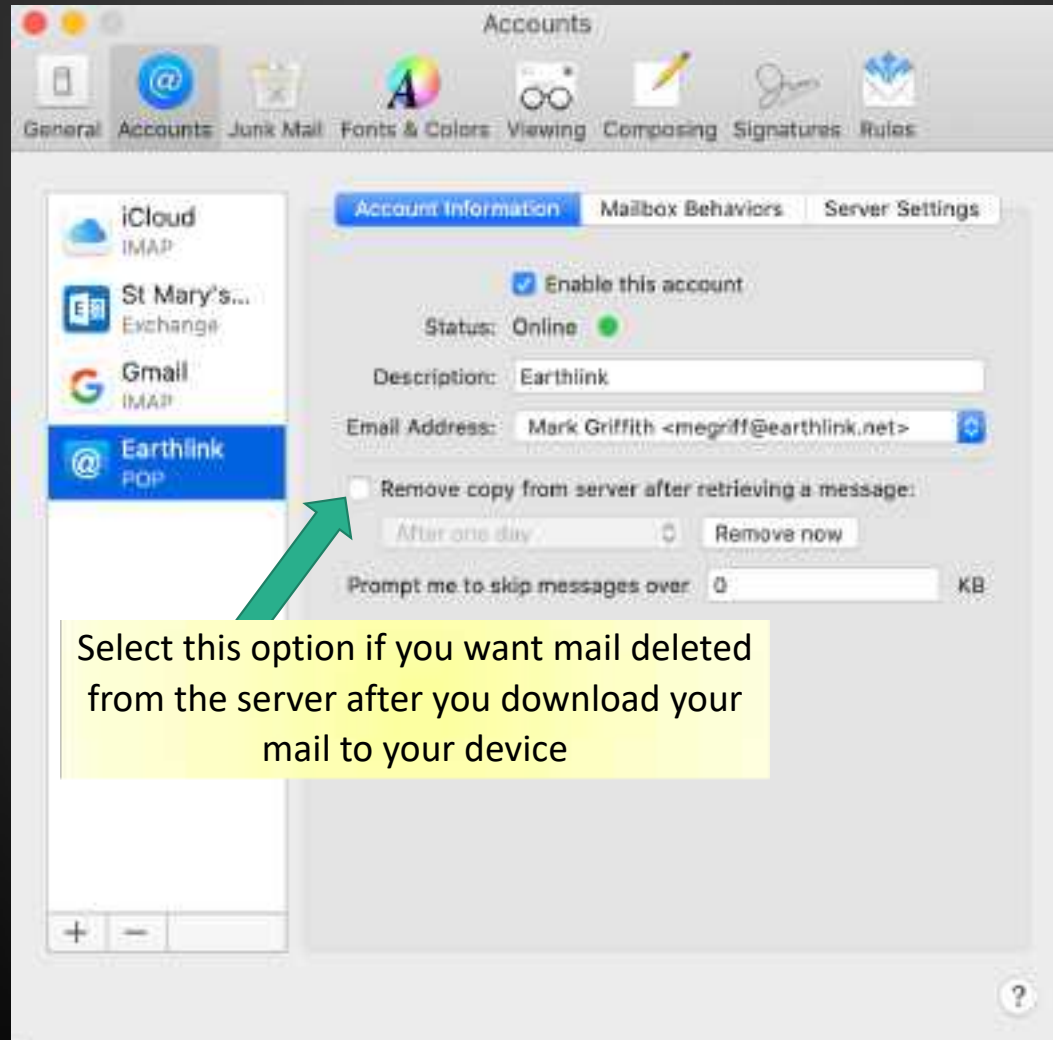 Accounts
General Accounts Junk Mail Fonts & Colors Viewing Composing Signatures Rules
iCloud
IMAP
St Mary's...
Exchange
Gmail
IMAP
Earthlink
POP
Account Information Mailbox Behaviors Server Settings
Enable this account
Status: Online
Description: Earthlink
Email Address: Mark Griffith <megriff@earthlink.net>
Remove copy from server after retrieving a message:
After one day Remove now
Prompt me to skip messages over 0 KB
Select this option if you want mail deleted
from the server after you download your
mail to your device
+ −
?